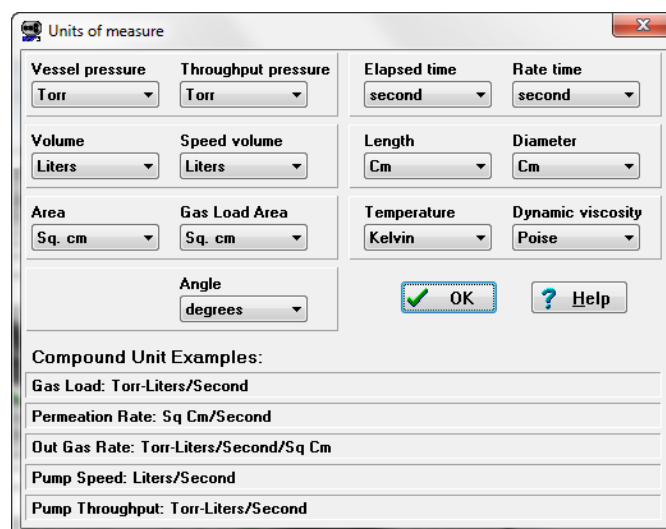 Units of measure
Vessel pressure Throughput pressure Elapsed time Rate time
Torr Torr second second
Volume Speed volume Length Diameter
Liters Liters Cm Cm
Area Gas Load Area Temperature Dynamic viscosity
Sq. cm Sq. cm Kelvin Poise
Angle
degrees OK Help
Compound Unit Examples:
Gas Load: Torr-Liters/Second
Permeation Rate: Sq Cm/Second
Out Gas Rate: Torr-Liters/Second/Sq Cm
Pump Speed: Liters/Second
Pump Throughput: Torr-Liters/Second